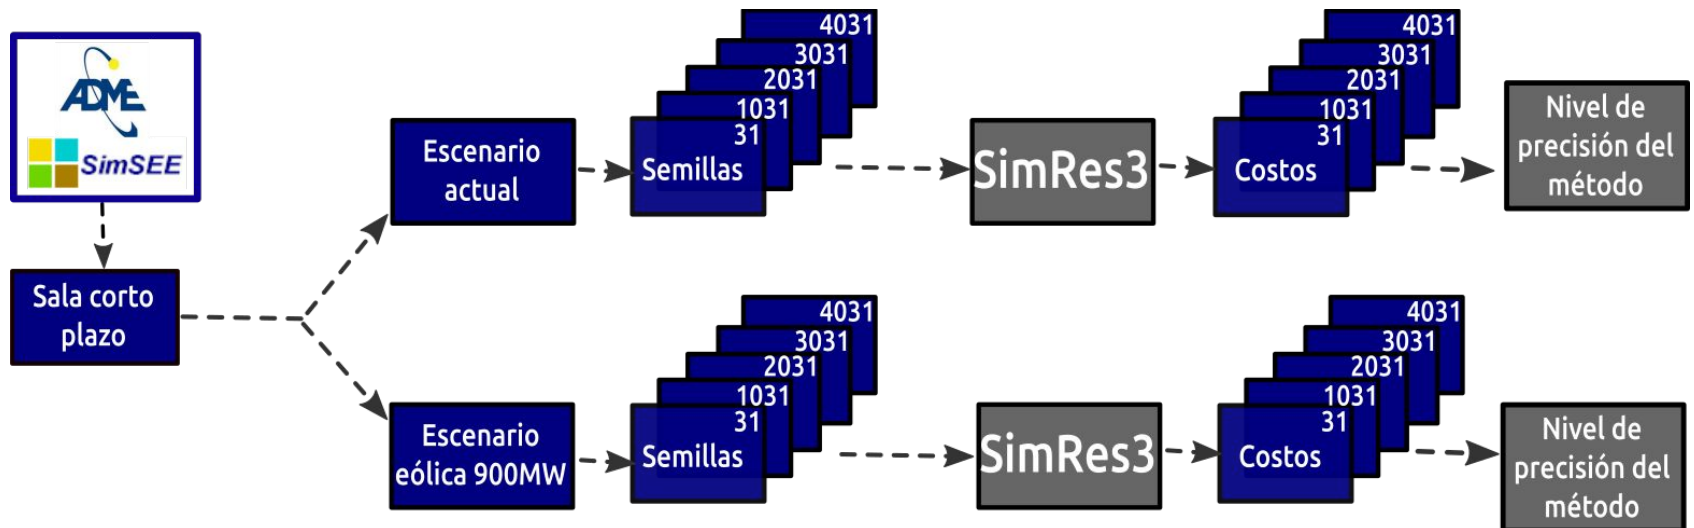 ADME
SimSEE
Sala corto
plazo
Escenario
actual
4031
3031
2031
1031
31
Semillas
SimRes3
4031
3031
2031
1031
31
Costos
Nivel de
precisión del
método
Escenario
eólica 900MW
4031
3031
2031
1031
31
Semillas
SimRes3
4031
3031
2031
1031
31
Costos
Nivel de
precisión del
método